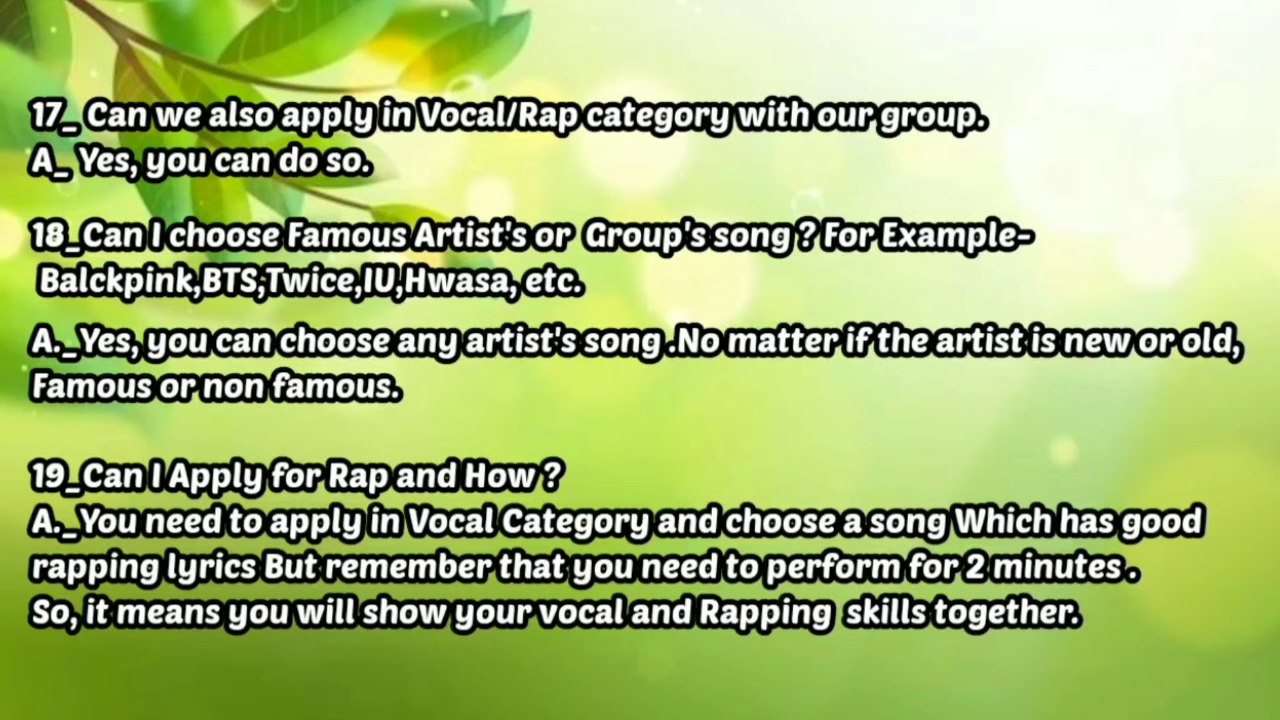 17_ Can we also apply in Vocal/Rap category with our group.
A_ Yes, you can do so.
18_Can I choose Famous Artist's or Group's song ? For Example-
Balckpink,BTS,Twice,IU,Hwasa, etc.
A._Yes, you can choose any artist's song .No matter if the artist is new or old,
Famous or non famous.
19_Can I Apply for Rap and How ?
A._You need to apply in Vocal Category and choose a song Which has good
rapping lyrics But remember that you need to perform for 2 minutes .
So, it means you will show your vocal and Rapping skills together.